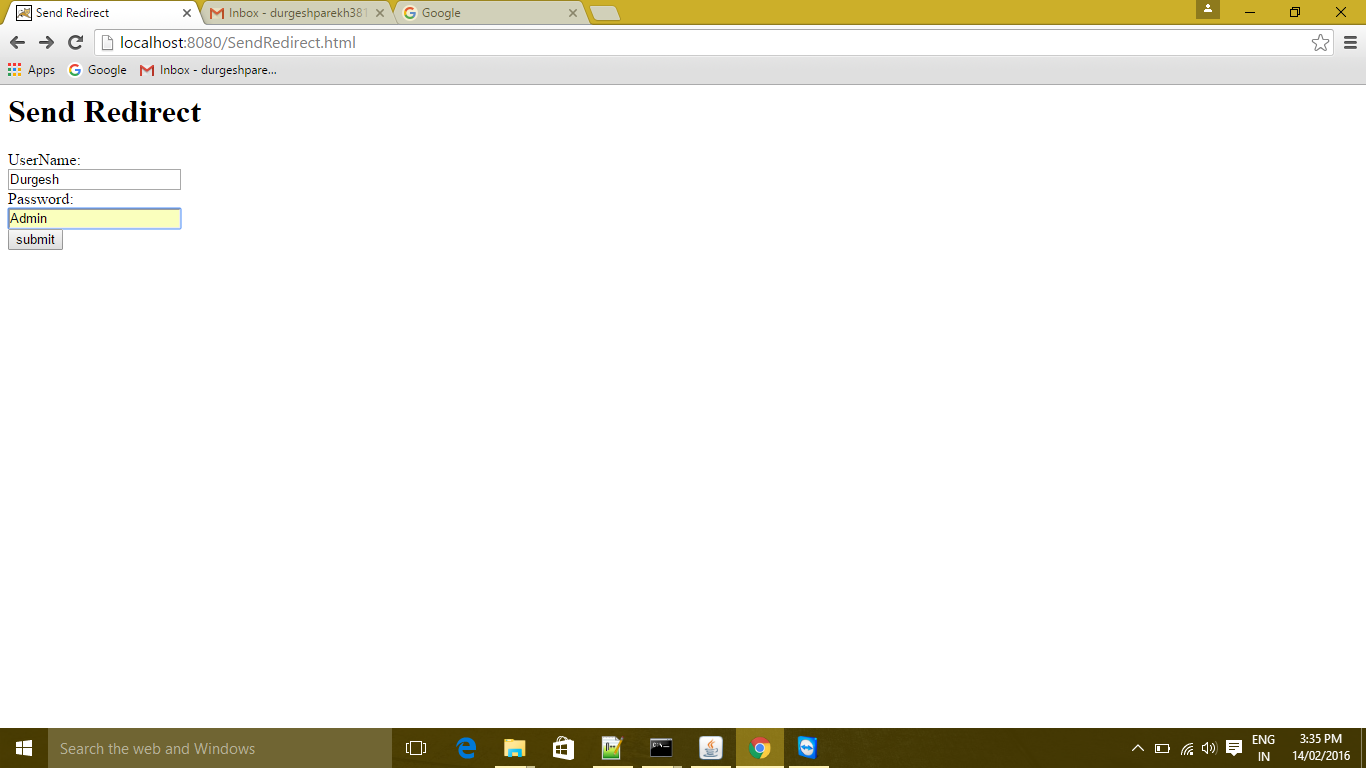 Send Redirect
Inbox - durgeshparekh381
Google
localhost:8080/SendRedirect.html
Apps
Google
Inbox - durgeshpare...
Send Redirect
UserName:
Durgesh
Password:
Admin
submit
Search the web and Windows
ENG
IN
3:35 PM
14/02/2016